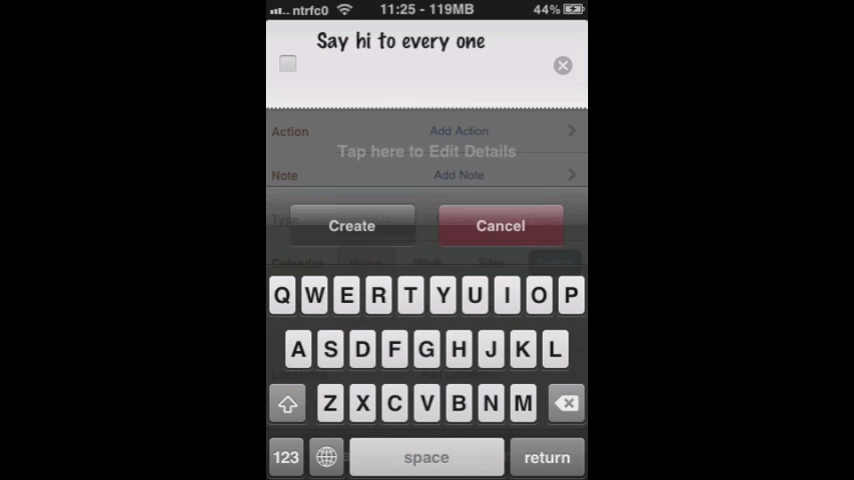 ntrfc0 11:25 - 119MB 44%
Say hi to every one
Action Add Action
Tap here to Edit Details
Note Add Note
Create Cancel
Calendar Home Work Sites Select
Q W E R T Y U I O P
A S D F G H J K L
Z X C V B N M
123 space return